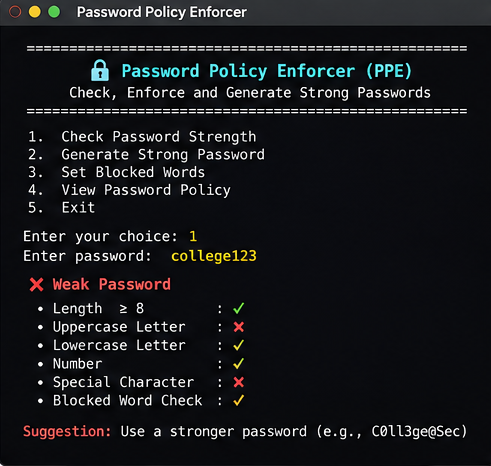 Password Policy Enforcer
==================================================
🔒 Password Policy Enforcer (PPE)
Check, Enforce and Generate Strong Passwords
==================================================
1. Check Password Strength
2. Generate Strong Password
3. Set Blocked Words
4. View Password Policy
5. Exit
Enter your choice: 1
Enter password: college123
❌ Weak Password
• Length ≥ 8 : ✓
• Uppercase Letter : ❌
• Lowercase Letter : ✓
• Number : ✓
• Special Character : ❌
• Blocked Word Check : ✓
Suggestion: Use a stronger password (e.g., C0ll3ge@Sec)